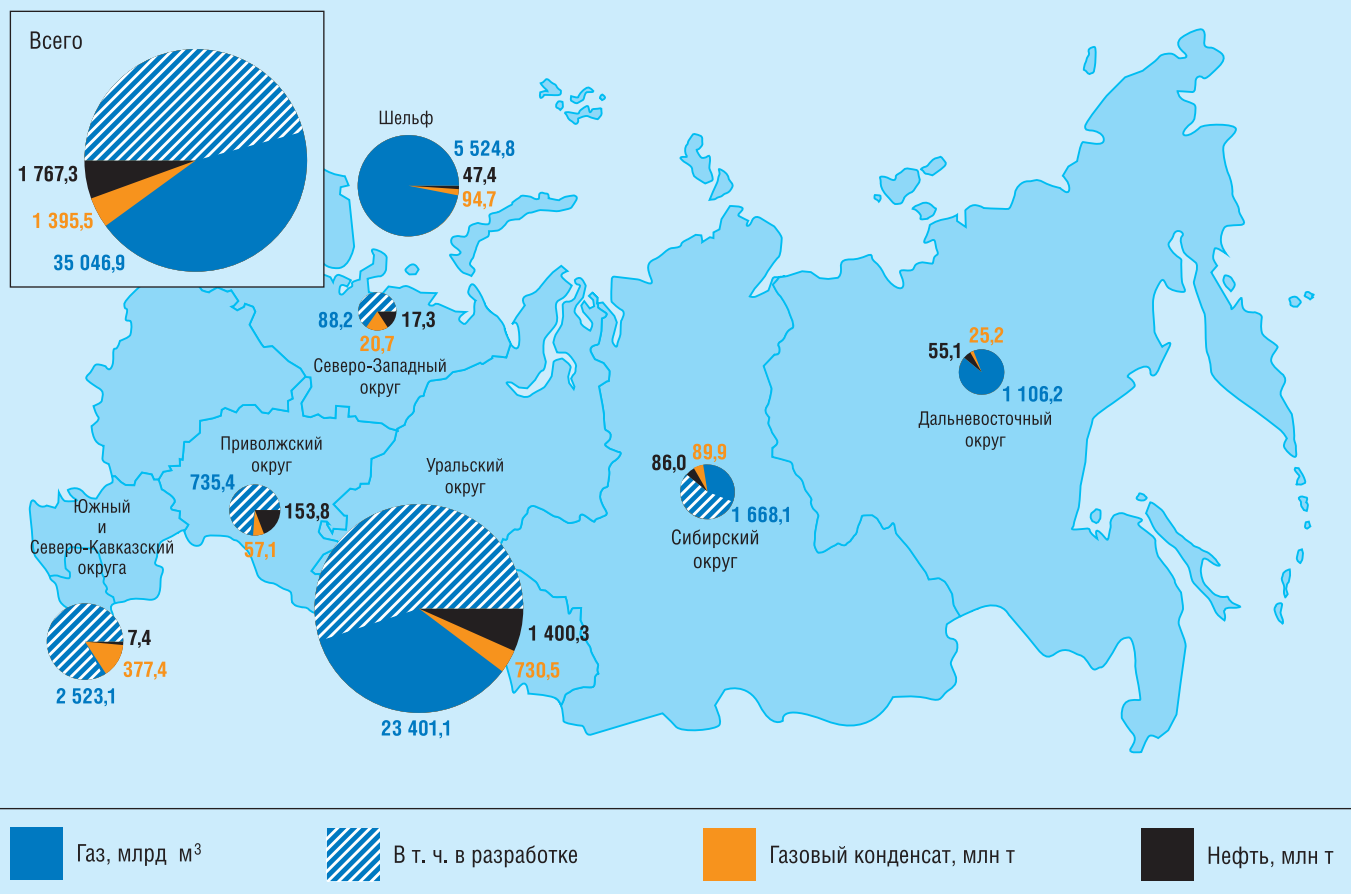 Всего
1 767,3
1 395,5
35 046,9
Шельф
5 524,8
47,4
94,7
88,2
17,3
20,7
Северо-Западный
округ
55,1
25,2
1 106,2
Дальневосточный
округ
Приволжский
округ
735,4
153,8
57,1
Уральский
округ
1 400,3
730,5
23 401,1
86,0
89,9
1 668,1
Сибирский
округ
Южный
и
Северо-Кавказский
округа
7,4
377,4
2 523,1
Газ, млрд м³
В т. ч. в разработке
Газовый конденсат, млн т
Нефть, млн т